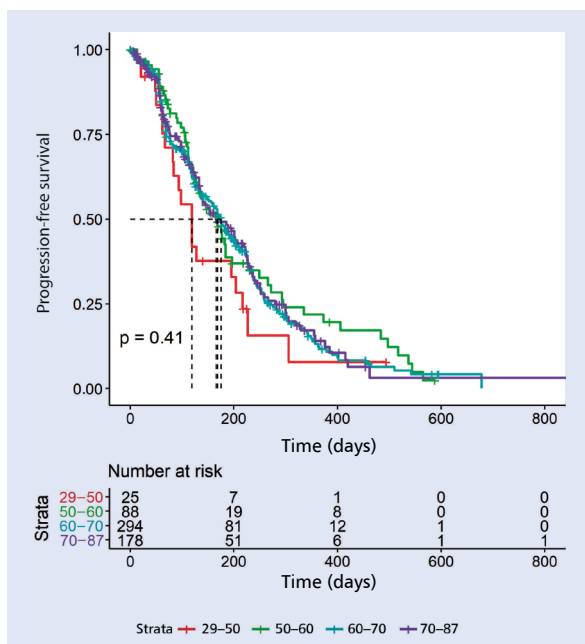 1.00
0.75
0.50
0.25
0.00
Progression-free survival
p = 0.41
0 200 400 600 800
Time (days)
Number at risk
Strata
29–50 25 7 1 0 0
50–60 88 19 8 0 0
60–70 294 81 12 1 0
70–87 178 51 6 1 1
0 200 400 600 800
Time (days)
Strata 29–50 50–60 60–70 70–87